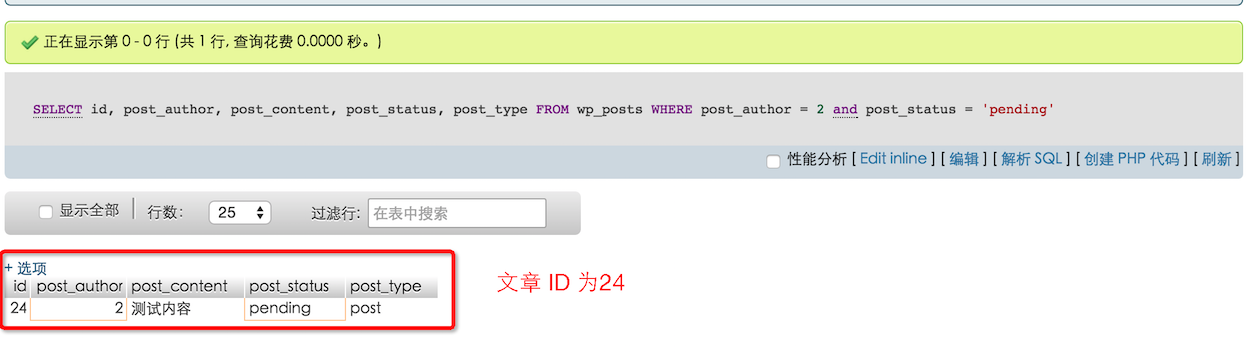 正在显示第 0 - 0 行 (共 1 行, 查询花费 0.0000 秒。)
SELECT id, post_author, post_content, post_status, post_type FROM wp_posts WHERE post_author = 2 and post_status = 'pending'
性能分析 [ Edit inline ] [ 编辑 ] [ 解析 SQL ] [ 创建 PHP 代码 ] [ 刷新 ]
显示全部 行数: 25 过滤行: 在表中搜索
+ 选项
id post_author post_content post_status post_type
24 2 测试内容 pending post
文章 ID 为24